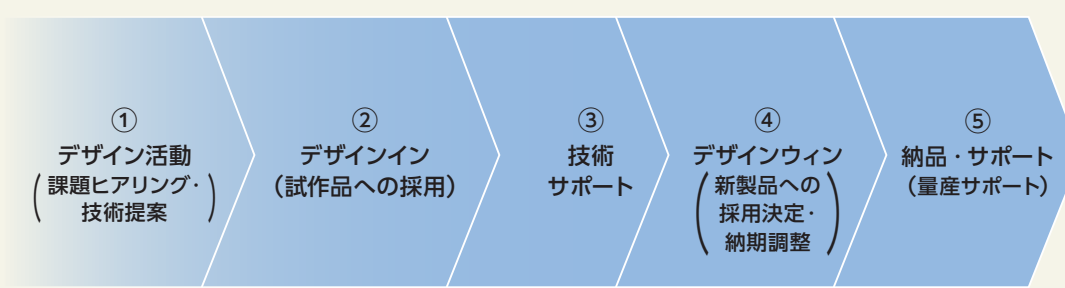 ①
デザイン活動
(課題ヒアリング・
技術提案)
②
デザインイン
(試作品への採用)
③
技術
サポート
④
デザインウィン
(新製品への
採用決定・
納期調整)
⑤
納品・サポート
(量産サポート)